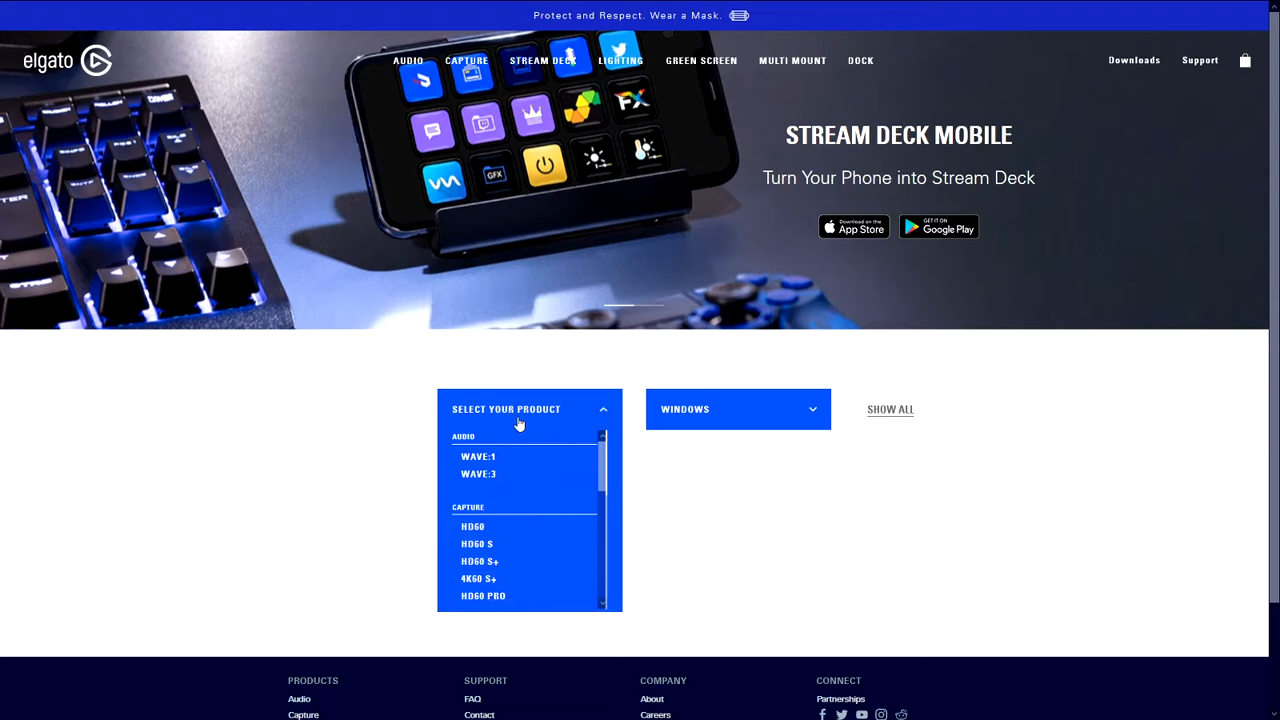 Protect and Respect. Wear a Mask.
elgato
AUDIO CAPTURE STREAM DECK LIGHTING GREEN SCREEN MULTI MOUNT DOCK
Downloads Support
STREAM DECK MOBILE
Turn Your Phone into Stream Deck
Download on the
App Store
GET IT ON
Google Play
FX
GFX
SELECT YOUR PRODUCT
WINDOWS
SHOW ALL
AUDIO
WAVE:1
WAVE:3
CAPTURE
HD60
HD60 S
HD60 S+
4K60 S+
HD60 PRO
PRODUCTS
Audio
Capture
SUPPORT
FAQ
Contact
COMPANY
About
Careers
CONNECT
Partnerships